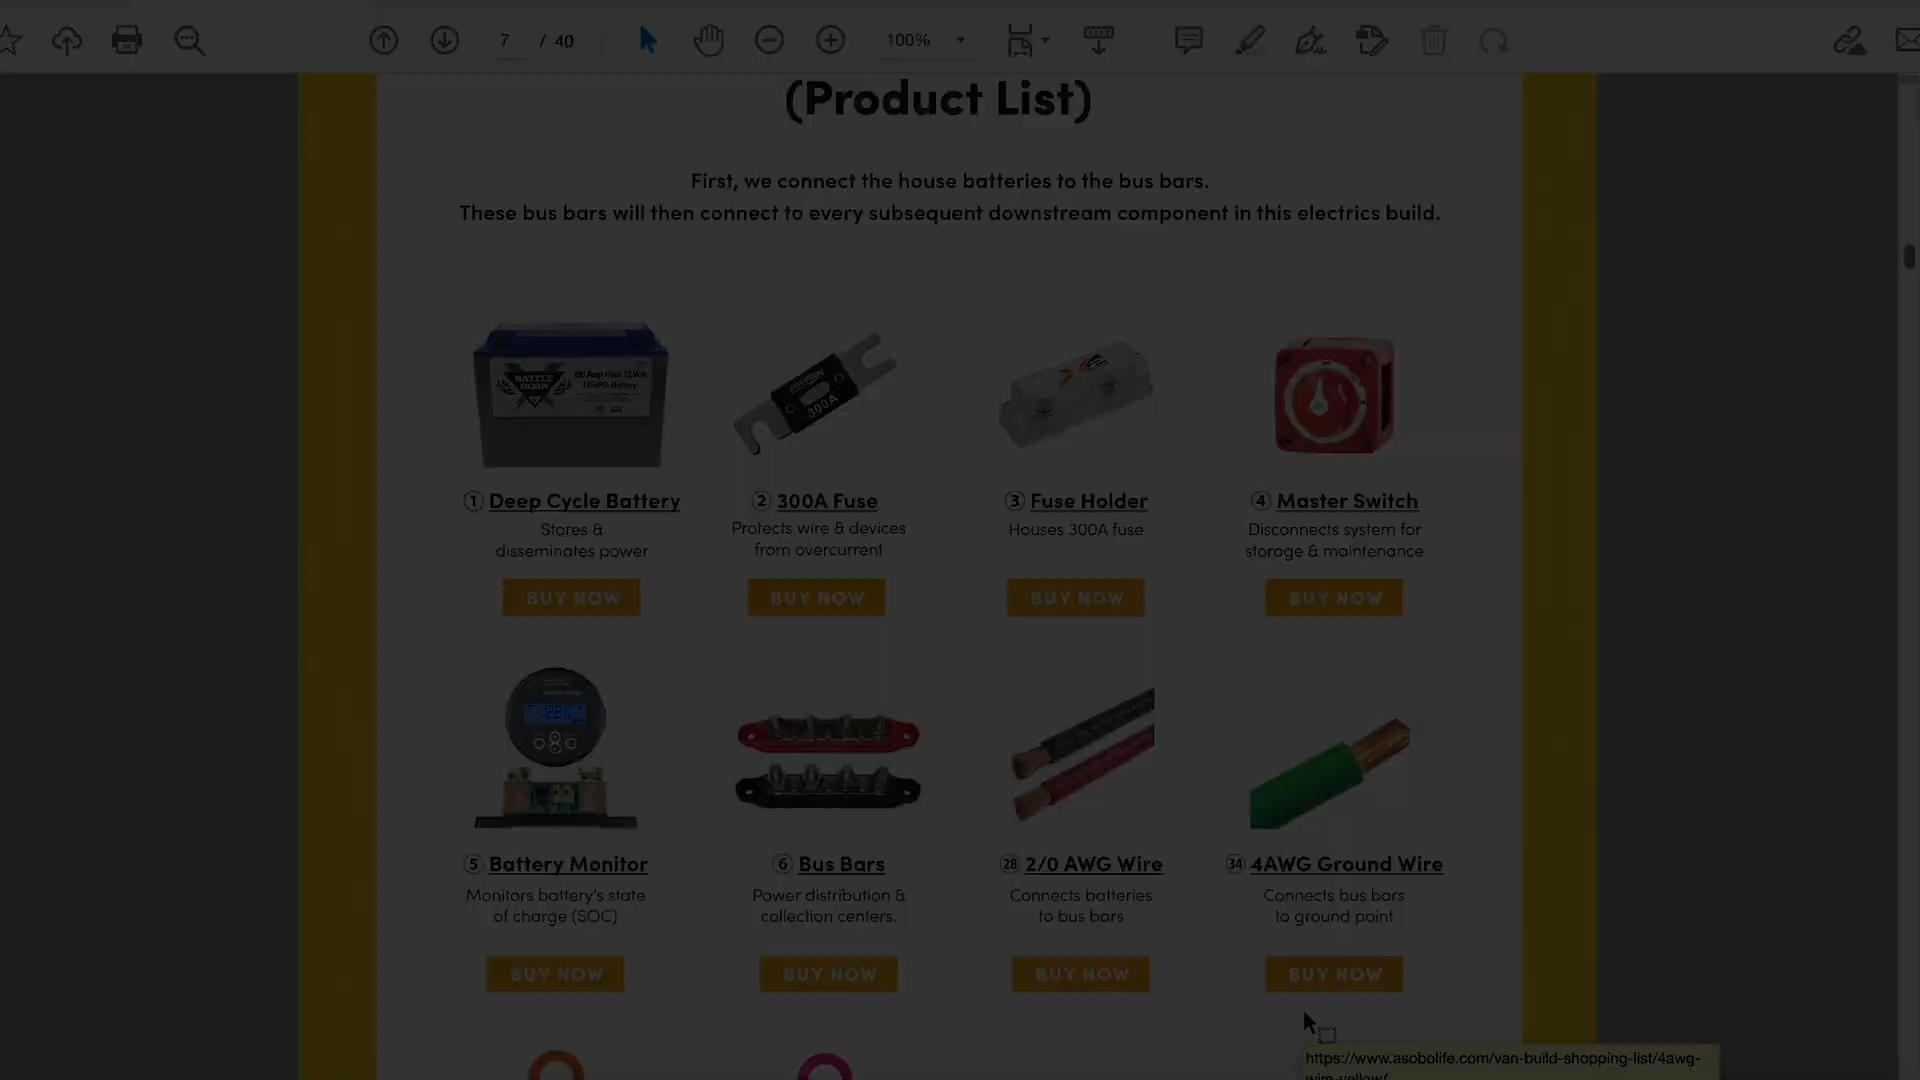 7 / 40
100%
(Product List)
First, we connect the house batteries to the bus bars.
These bus bars will then connect to every subsequent downstream component in this electrics build.
BATTLE BORN
300A
① Deep Cycle Battery
Stores &
disseminates power
BUY NOW
② 300A Fuse
Protects wire & devices
from overcurrent
BUY NOW
③ Fuse Holder
Houses 300A fuse
BUY NOW
④ Master Switch
Disconnects system for
storage & maintenance
BUY NOW
⑤ Battery Monitor
Monitors battery's state
of charge (SOC)
BUY NOW
⑥ Bus Bars
Power distribution &
collection centers.
BUY NOW
㉘ 2/0 AWG Wire
Connects batteries
to bus bars
BUY NOW
㉞ 4AWG Ground Wire
Connects bus bars
to ground point
BUY NOW
https://www.asobolife.com/van-build-shopping-list/4awg-
wire-yellow/